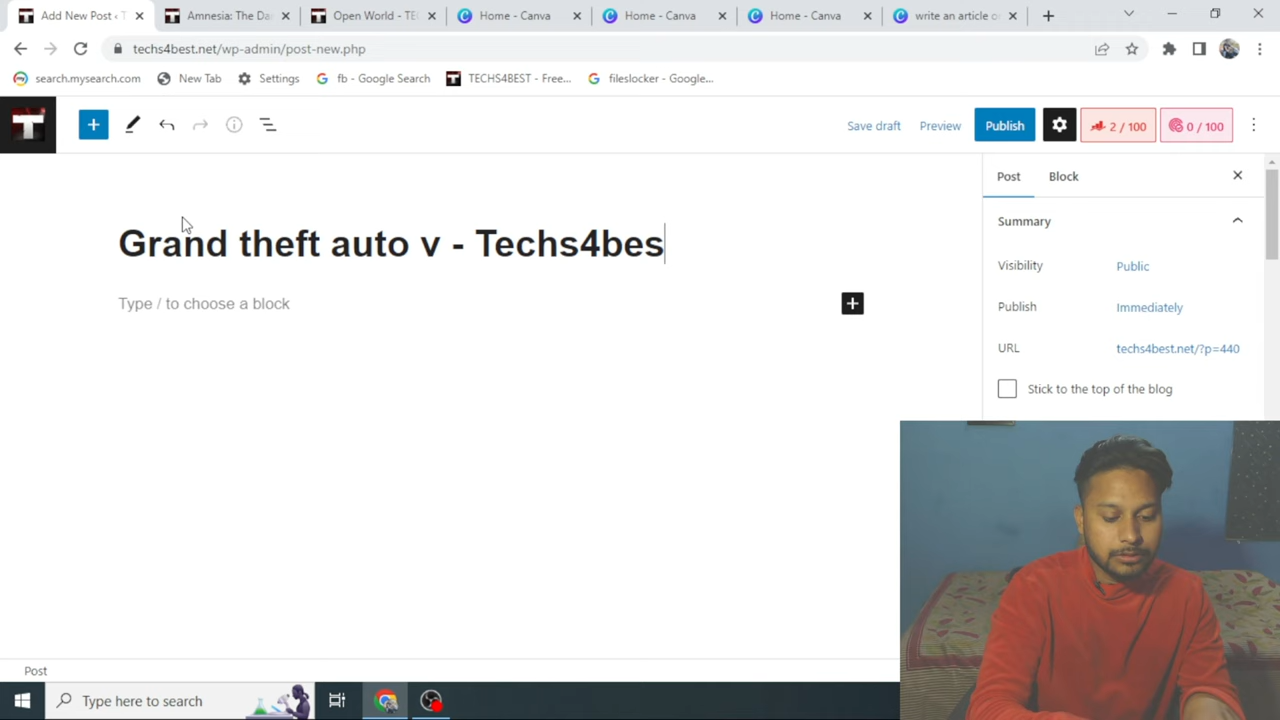 Add New Post ‹ T
Amnesia: The Da
Open World - TE
Home - Canva
Home - Canva
Home - Canva
write an article o
techs4best.net/wp-admin/post-new.php
search.mysearch.com
New Tab
Settings
fb - Google Search
TECHS4BEST - Free...
fileslocker - Google...
Save draft
Preview
Publish
2 / 100
0 / 100
Post
Block
Summary
Grand theft auto v - Techs4bes
Visibility
Public
Type / to choose a block
Publish
Immediately
URL
techs4best.net/?p=440
Stick to the top of the blog
Post
Type here to search